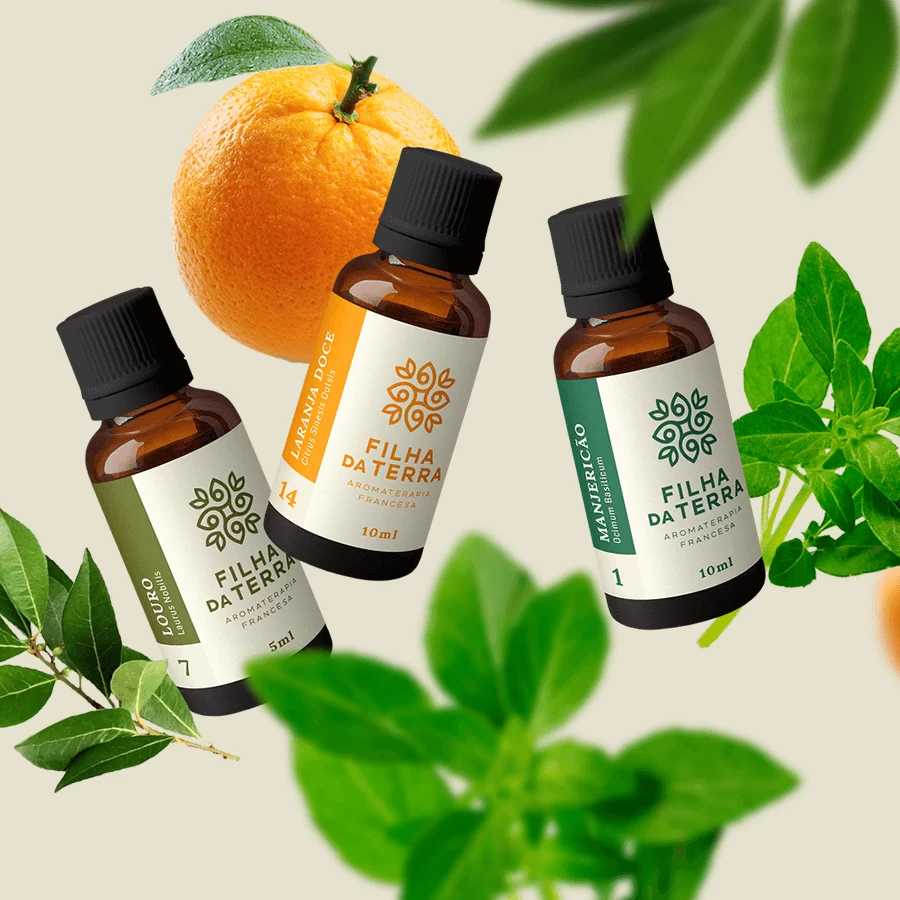 LOURO
Laurus Nobilis
7
FILHA
DA TERRA
AROMATERAPIA
FRANCESA
5ml
LARANJA DOCE
Citrus Sinesis Dulsis
14
FILHA
DA TERRA
AROMATERAPIA
FRANCESA
10ml
MANJERICÃO
Ocimum Basilicum
1
FILHA
DA TERRA
AROMATERAPIA
FRANCESA
10ml